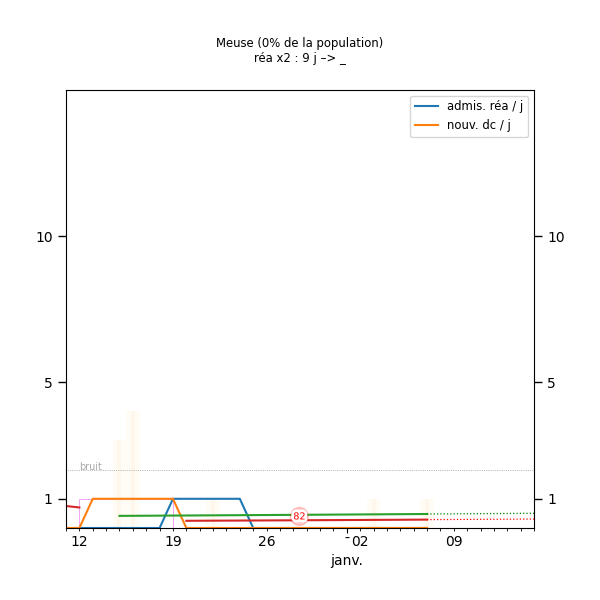 Meuse (0% de la population)
réa x2 : 9 j –> _
admis. réa / j
nouv. dc / j
10
10
5
5
bruit
1
1
82
12
19
26
02
09
janv.